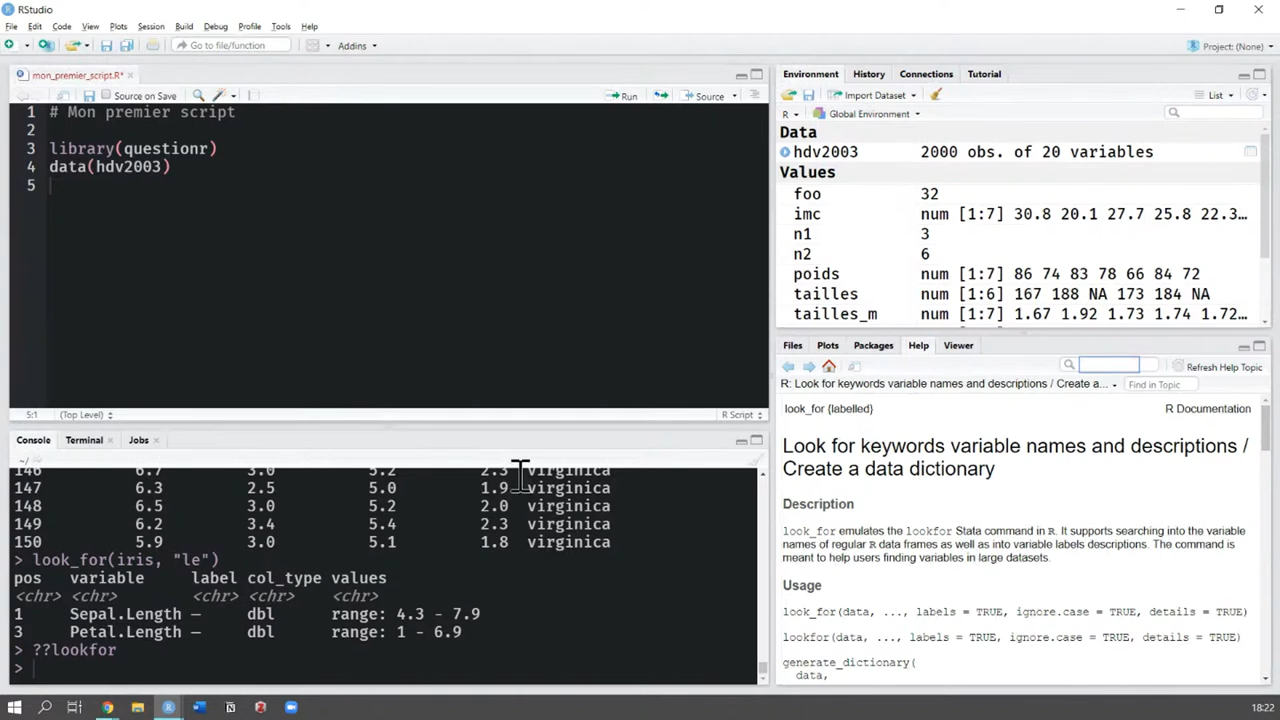 RStudio
File Edit Code View Plots Session Build Debug Profile Tools Help
Go to file/function Addins Project: (None)
mon_premier_script.R*
Source on Save Run Source
1 # Mon premier script
2
3 library(questionr)
4 data(hdv2003)
5
5:1 (Top Level) R Script
Console Terminal Jobs
~/
146 6.7 3.0 5.2 2.3 virginica
147 6.3 2.5 5.0 1.9 virginica
148 6.5 3.0 5.2 2.0 virginica
149 6.2 3.4 5.4 2.3 virginica
150 5.9 3.0 5.1 1.8 virginica
> look_for(iris, "le")
pos variable label col_type values
<chr> <chr> <chr> <chr> <chr>
1 Sepal.Length — dbl range: 4.3 - 7.9
3 Petal.Length — dbl range: 1 - 6.9
> ??lookfor
>
Environment History Connections Tutorial
Import Dataset List
R Global Environment
Data
hdv2003 2000 obs. of 20 variables
Values
foo 32
imc num [1:7] 30.8 20.1 27.7 25.8 22.3…
n1 3
n2 6
poids num [1:7] 86 74 83 78 66 84 72
tailles num [1:6] 167 188 NA 173 184 NA
tailles_m num [1:7] 1.67 1.92 1.73 1.74 1.72…
Files Plots Packages Help Viewer
Refresh Help Topic
R: Look for keywords variable names and descriptions / Create a... Find in Topic
look_for {labelled} R Documentation
Look for keywords variable names and descriptions /
Create a data dictionary
Description
look_for emulates the lookfor Stata command in R. It supports searching into the variable
names of regular R data frames as well as into variable labels descriptions. The command is
meant to help users finding variables in large datasets.
Usage
look_for(data, ..., labels = TRUE, ignore.case = TRUE, details = TRUE)
lookfor(data, ..., labels = TRUE, ignore.case = TRUE, details = TRUE)
generate_dictionary(
data,
18:22